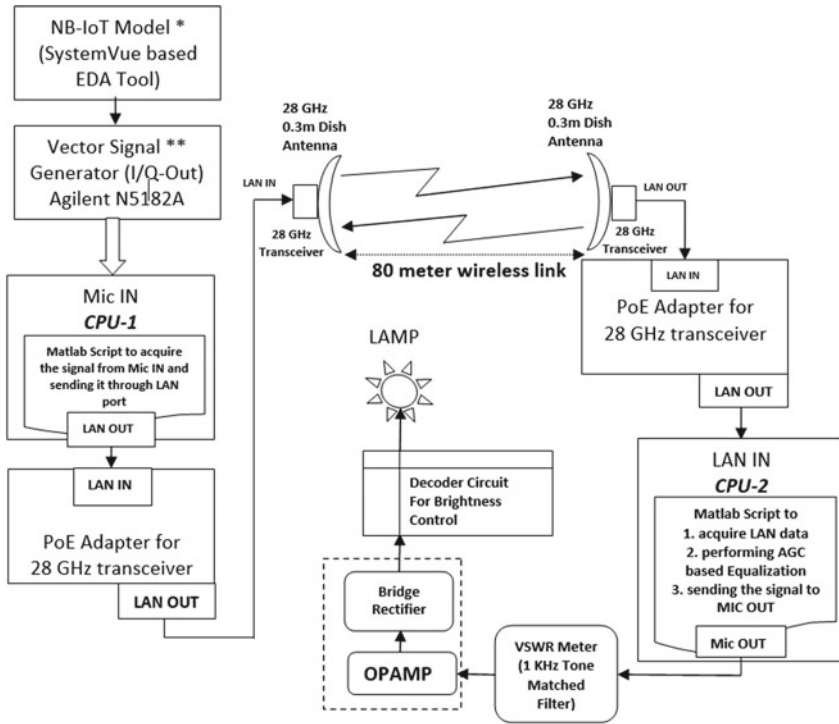 NB-IoT Model *
(SystemVue based
EDA Tool)
Vector Signal **
Generator (I/Q-Out)
Agilent N5182A
Mic IN
CPU-1
Matlab Script to acquire
the signal from Mic IN and
sending it through LAN
port
LAN OUT
LAN IN
PoE Adapter for
28 GHz transceiver
LAN OUT
LAN IN
28 GHz
0.3m Dish
Antenna
28 GHz
Transceiver
80 meter wireless link
28 GHz
0.3m Dish
Antenna
LAN OUT
28 GHz
Transceiver
LAN IN
PoE Adapter for
28 GHz transceiver
LAN OUT
LAN IN
CPU-2
Matlab Script to
1. acquire LAN data
2. performing AGC
based Equalization
3. sending the signal to
MIC OUT
Mic OUT
VSWR Meter
(1 KHz Tone
Matched
Filter)
OPAMP
Bridge
Rectifier
Decoder Circuit
For Brightness
Control
LAMP